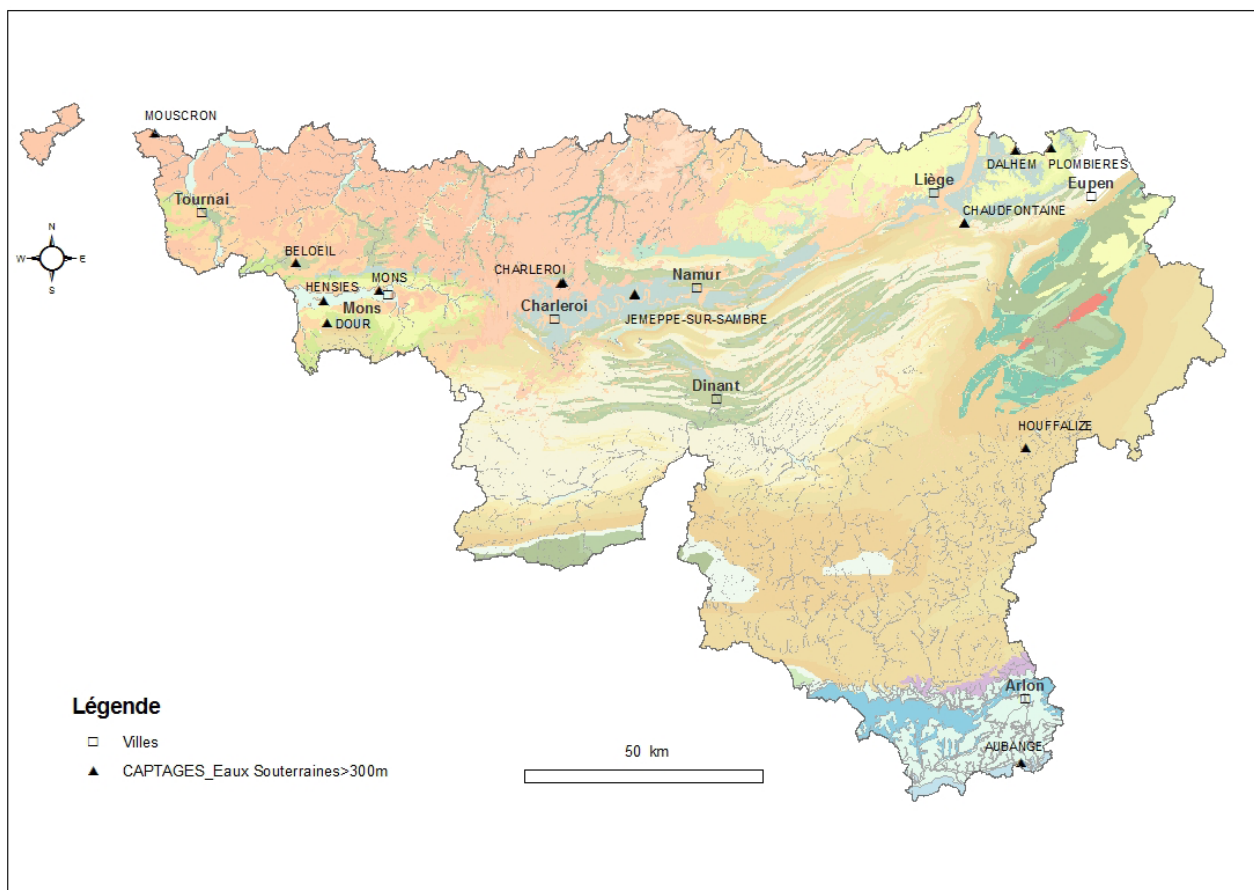 MOUSCRON
DALHEM
PLOMBIERES
Liège
Eupen
Tournai
CHAUDFONTAINE
N
W
E
S
BELOEIL
MONS
CHARLEROI
Namur
HENSIES
Mons
Charleroi
JEMEPPE-SUR-SAMBRE
DOUR
Dinant
HOUFFALIZE
Arlon
Légende
Villes
50 km
AUBANGE
CAPTAGES_Eaux Souterraines>300m